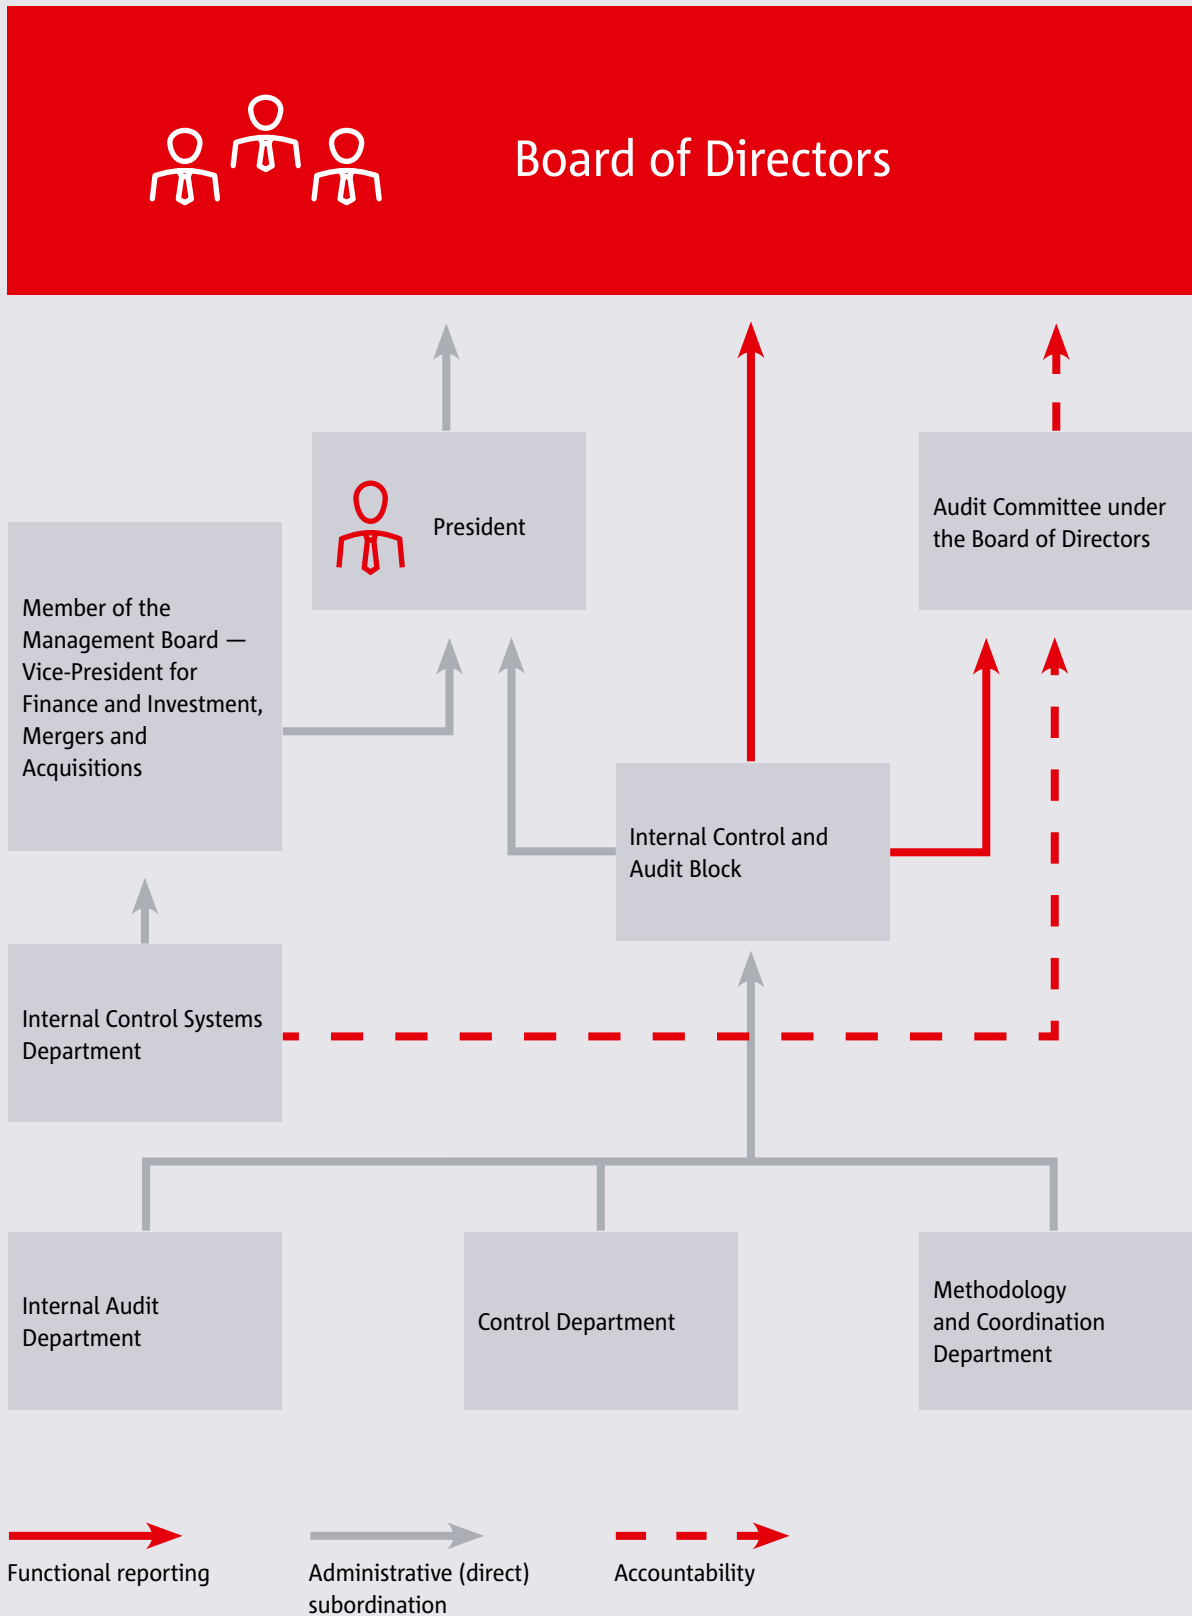 Board of Directors
President
Audit Committee under
the Board of Directors
Member of the
Management Board —
Vice-President for
Finance and Investment,
Mergers and
Acquisitions
Internal Control and
Audit Block
Internal Control Systems
Department
Internal Audit
Department
Control Department
Methodology
and Coordination
Department
Functional reporting
Administrative (direct)
subordination
Accountability